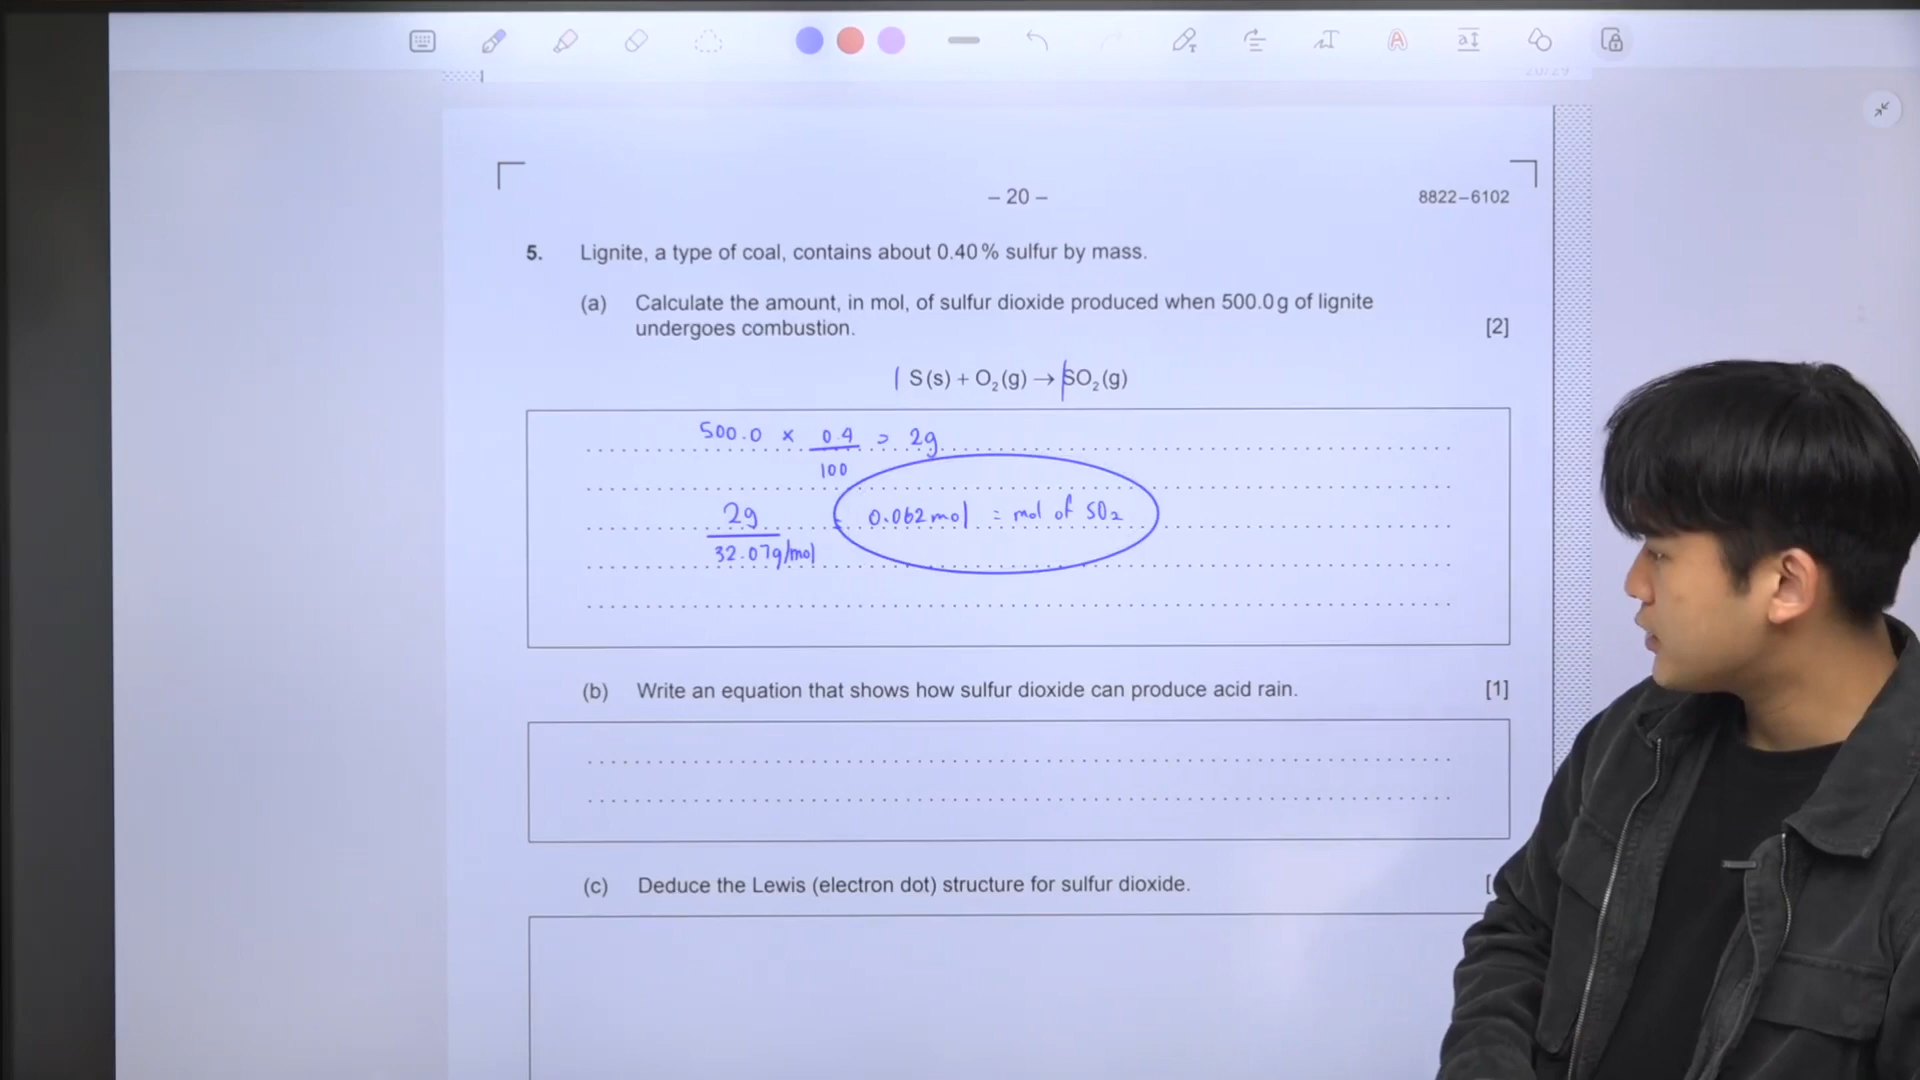 – 20 –
8822–6102
5. Lignite, a type of coal, contains about 0.40% sulfur by mass.
(a) Calculate the amount, in mol, of sulfur dioxide produced when 500.0g of lignite
undergoes combustion. [2]
| S(s) + O₂(g) → |SO₂(g)
500.0 × 0.4/100 = 2g
2g/32.07g/mol = 0.062mol = mol of SO₂
(b) Write an equation that shows how sulfur dioxide can produce acid rain. [1]
(c) Deduce the Lewis (electron dot) structure for sulfur dioxide.